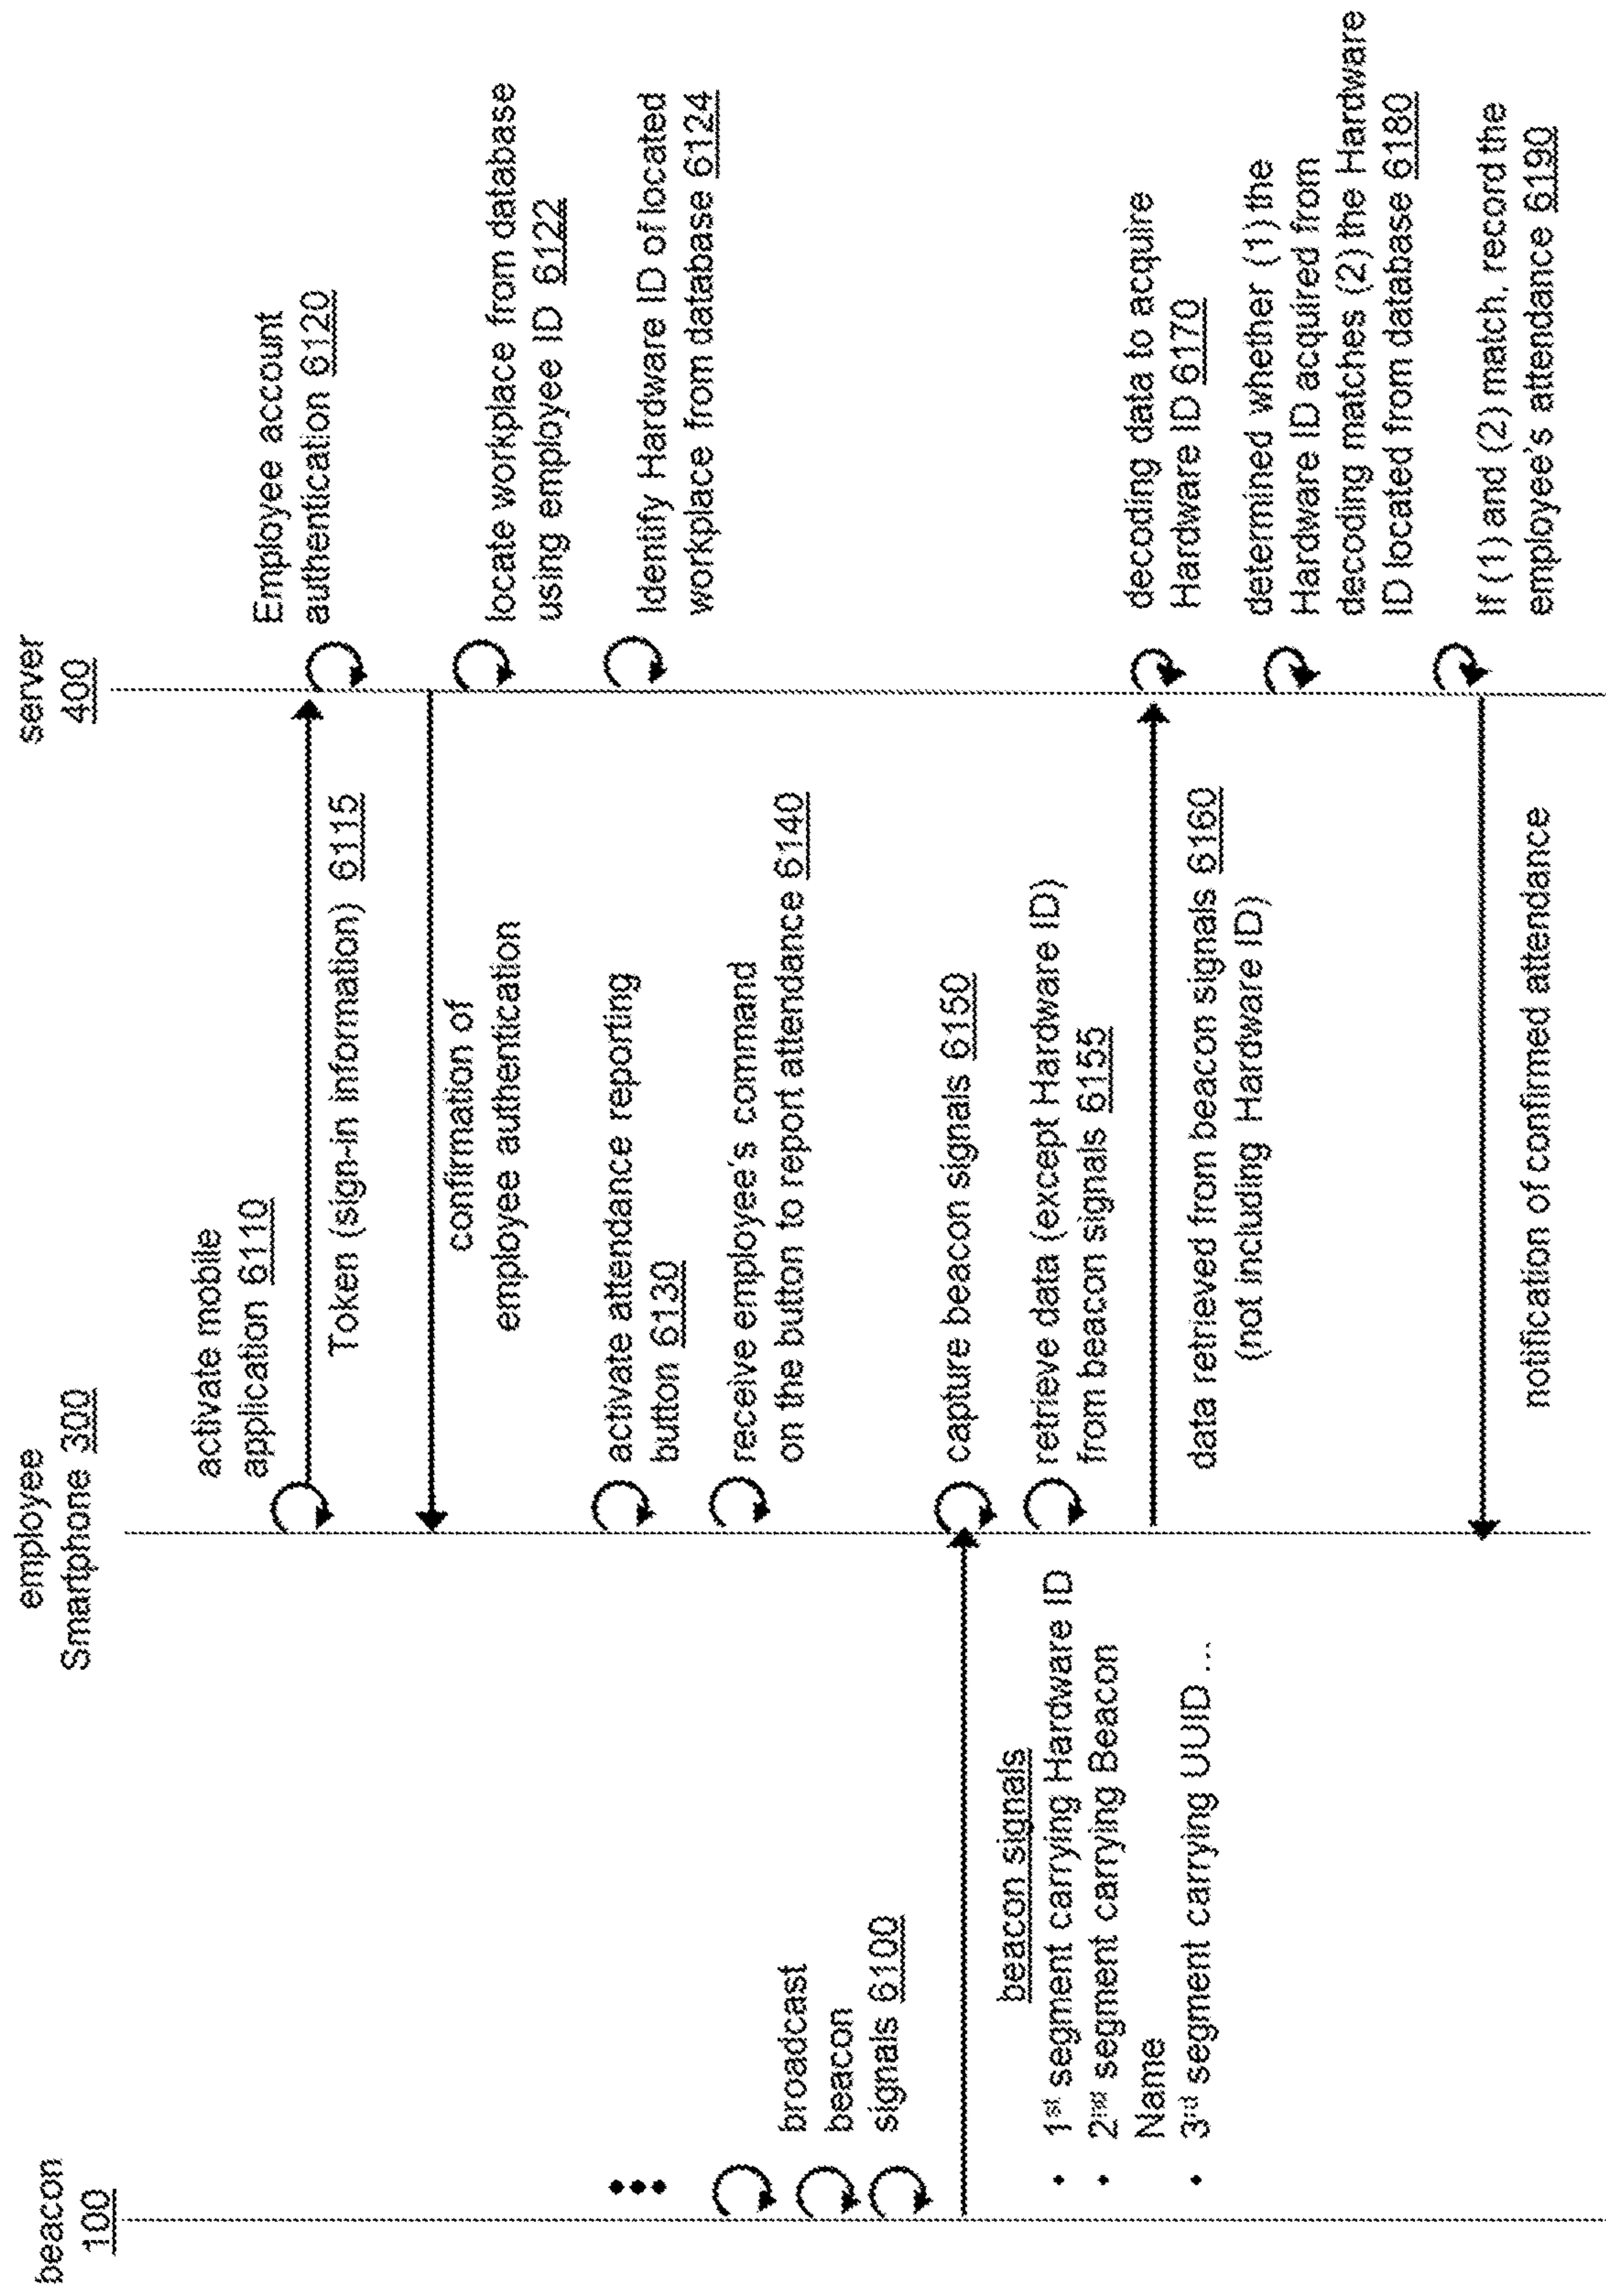 beacon
100
employee
Smartphone 300
server
400
activate mobile
application 6110
Token (sign-in information) 6115
Employee account
authentication 6120
confirmation of
employee authentication
locate workplace from database
using employee ID 6122
Identify Hardware ID of located
workplace from database 6124
activate attendance reporting
button 6130
receive employee's command
on the button to report attendance 6140
broadcast
beacon
signals 6100
capture beacon signals 6150
beacon signals
• 1st segment carrying Hardware ID
• 2nd segment carrying Beacon
Name
• 3rd segment carrying UUID ...
retrieve data (except Hardware ID)
from beacon signals 6155
data retrieved from beacon signals 6160
(not including Hardware ID)
decoding data to acquire
Hardware ID 6170
determined whether (1) the
Hardware ID acquired from
decoding matches (2) the Hardware
ID located from database 6180
If (1) and (2) match, record the
employee's attendance 6190
notification of confirmed attendance